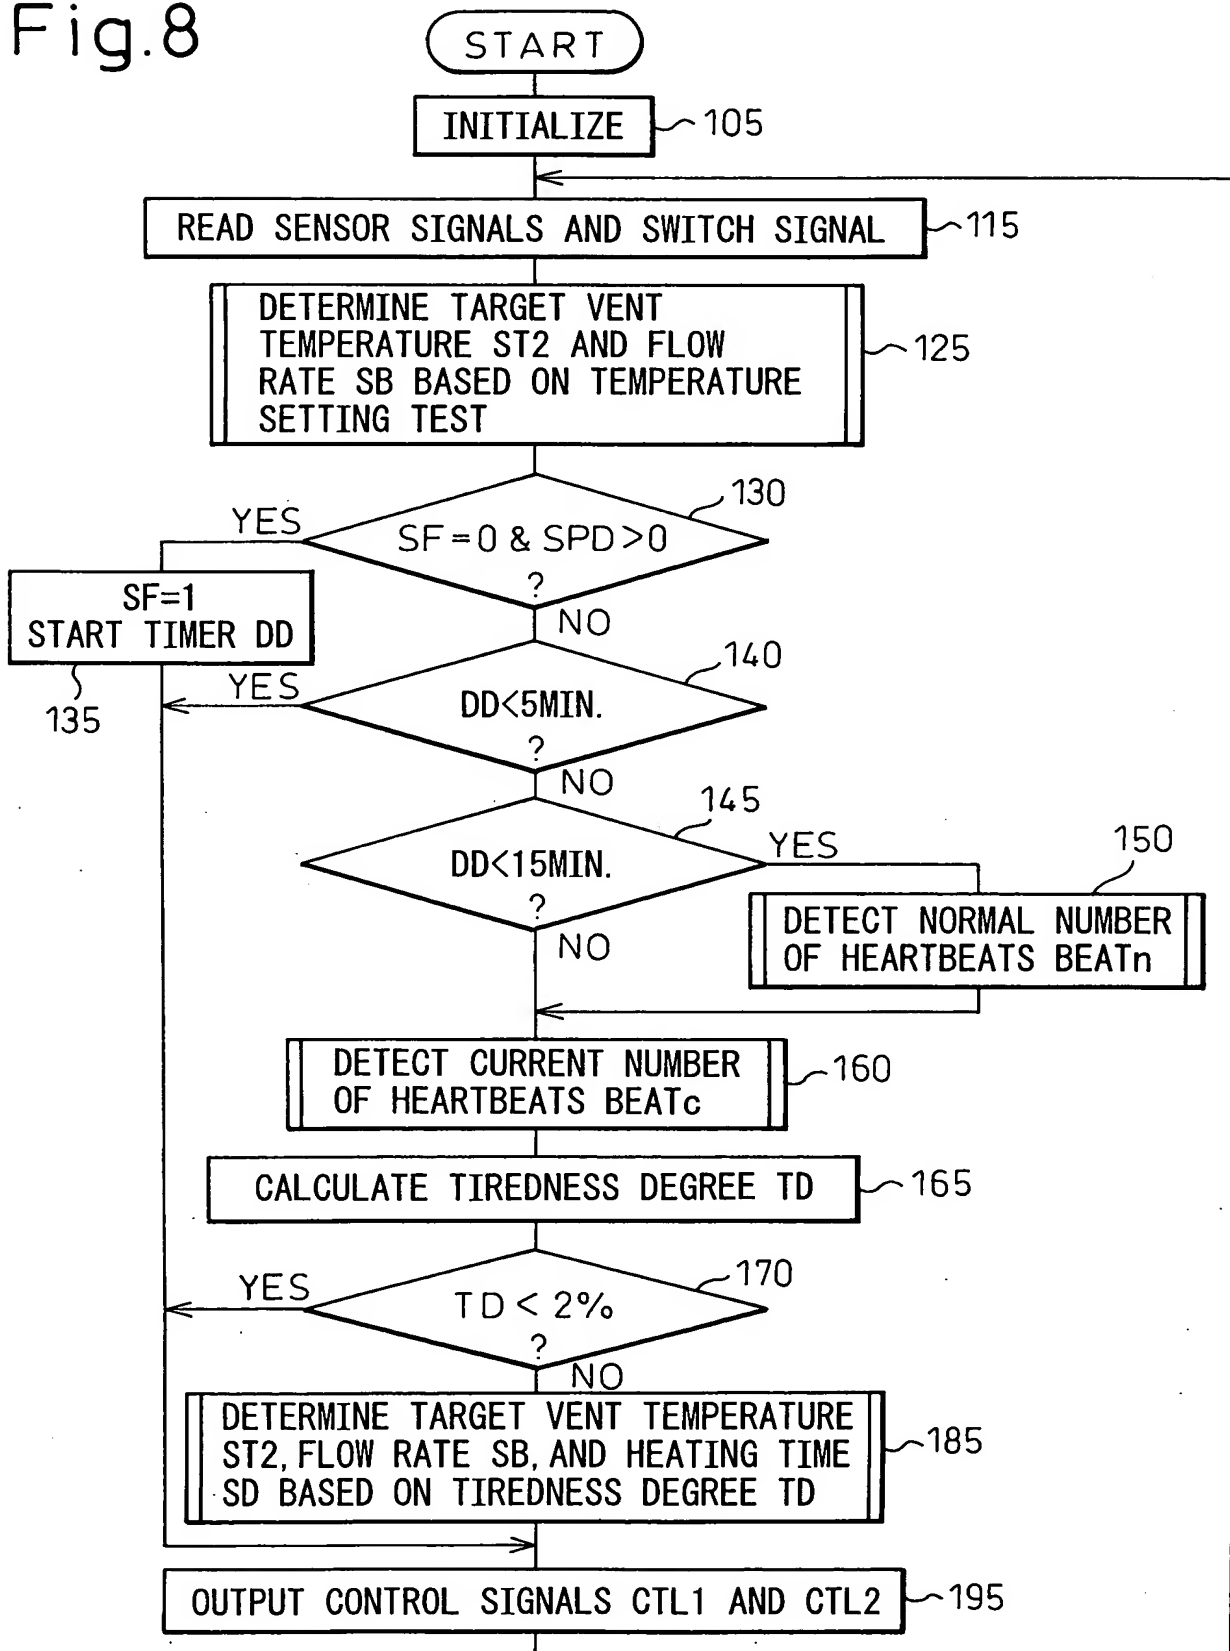 Fig.8
START
INITIALIZE
105
READ SENSOR SIGNALS AND SWITCH SIGNAL
115
DETERMINE TARGET VENT
TEMPERATURE ST2 AND FLOW
RATE SB BASED ON TEMPERATURE
SETTING TEST
125
130
YES
SF=0 & SPD>0
?
NO
SF=1
START TIMER DD
135
140
YES
DD<5MIN.
?
NO
145
DD<15MIN.
?
YES
NO
150
DETECT NORMAL NUMBER
OF HEARTBEATS BEATn
DETECT CURRENT NUMBER
OF HEARTBEATS BEATc
160
CALCULATE TIREDNESS DEGREE TD
165
170
YES
TD < 2%
?
NO
DETERMINE TARGET VENT TEMPERATURE
ST2, FLOW RATE SB, AND HEATING TIME
SD BASED ON TIREDNESS DEGREE TD
185
OUTPUT CONTROL SIGNALS CTL1 AND CTL2
195